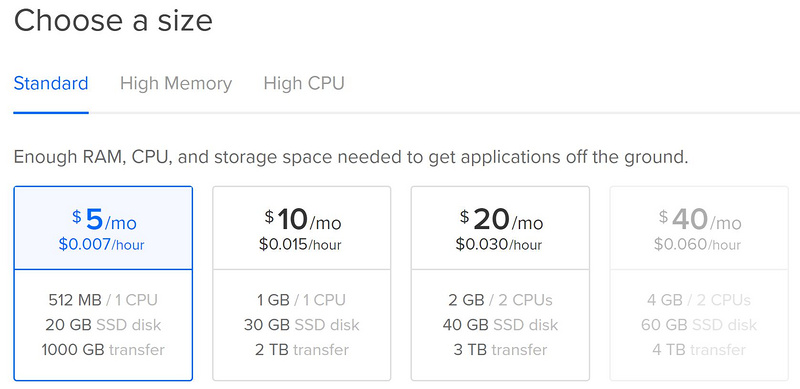 Choose a size
Standard High Memory High CPU
Enough RAM, CPU, and storage space needed to get applications off the ground.
$5/mo
$0.007/hour
512 MB / 1 CPU
20 GB SSD disk
1000 GB transfer
$10/mo
$0.015/hour
1 GB / 1 CPU
30 GB SSD disk
2 TB transfer
$20/mo
$0.030/hour
2 GB / 2 CPUs
40 GB SSD disk
3 TB transfer
$40/mo
$0.060/hour
4 GB / 2 CPUs
60 GB SSD disk
4 TB transfer